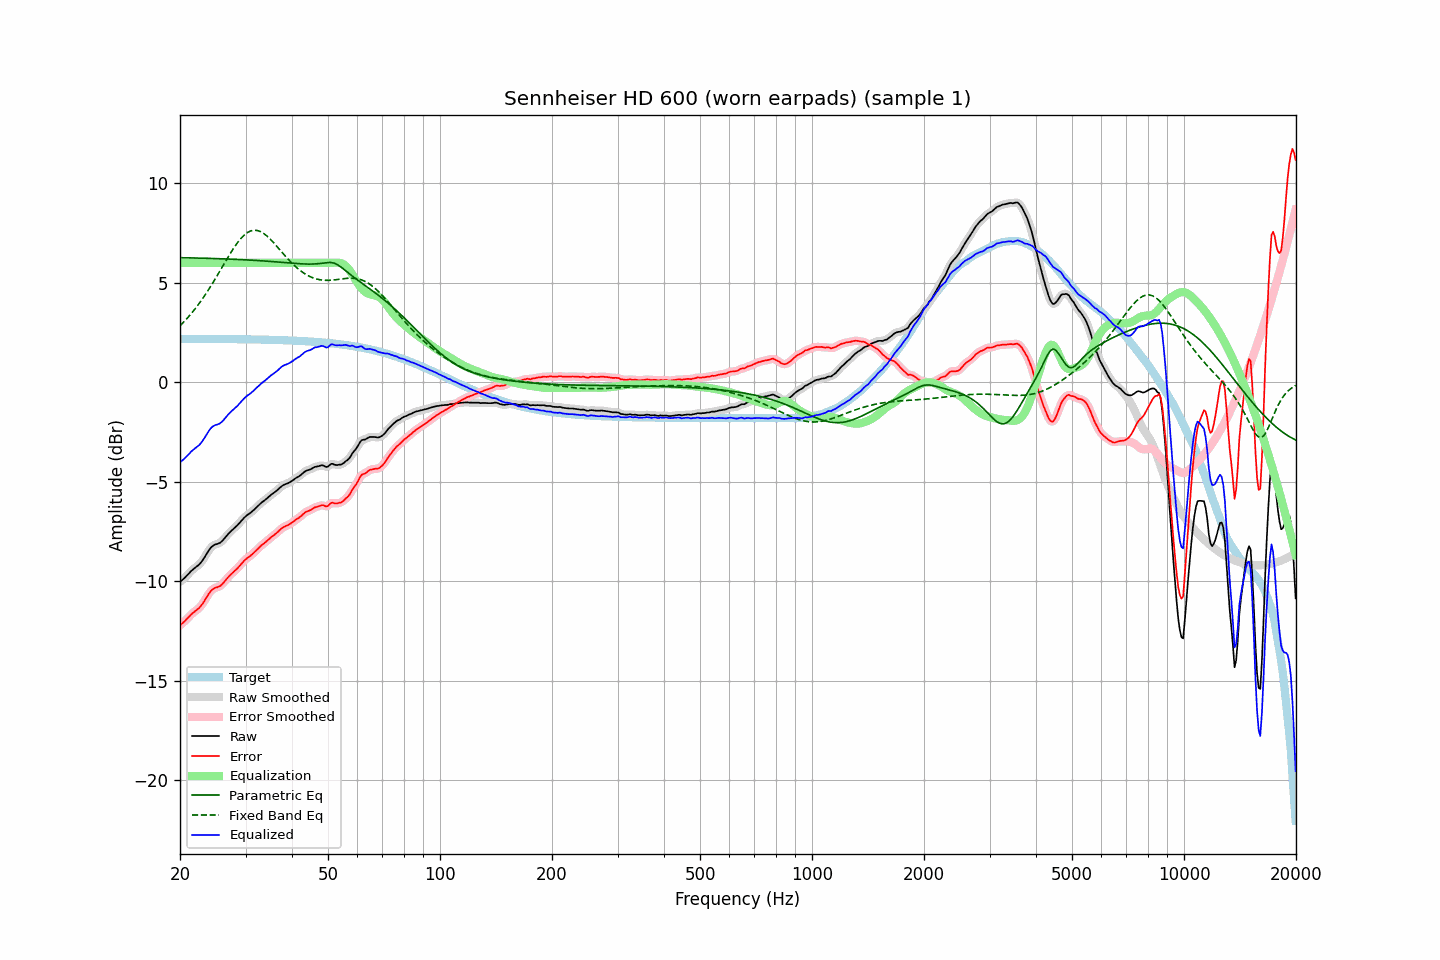 Sennheiser HD 600 (worn earpads) (sample 1)
Amplitude (dBr)
10
5
0
−5
−10
−15
−20
Target
Raw Smoothed
Error Smoothed
Raw
Error
Equalization
Parametric Eq
Fixed Band Eq
Equalized
20 50 100 200 500 1000 2000 5000 10000 20000
Frequency (Hz)